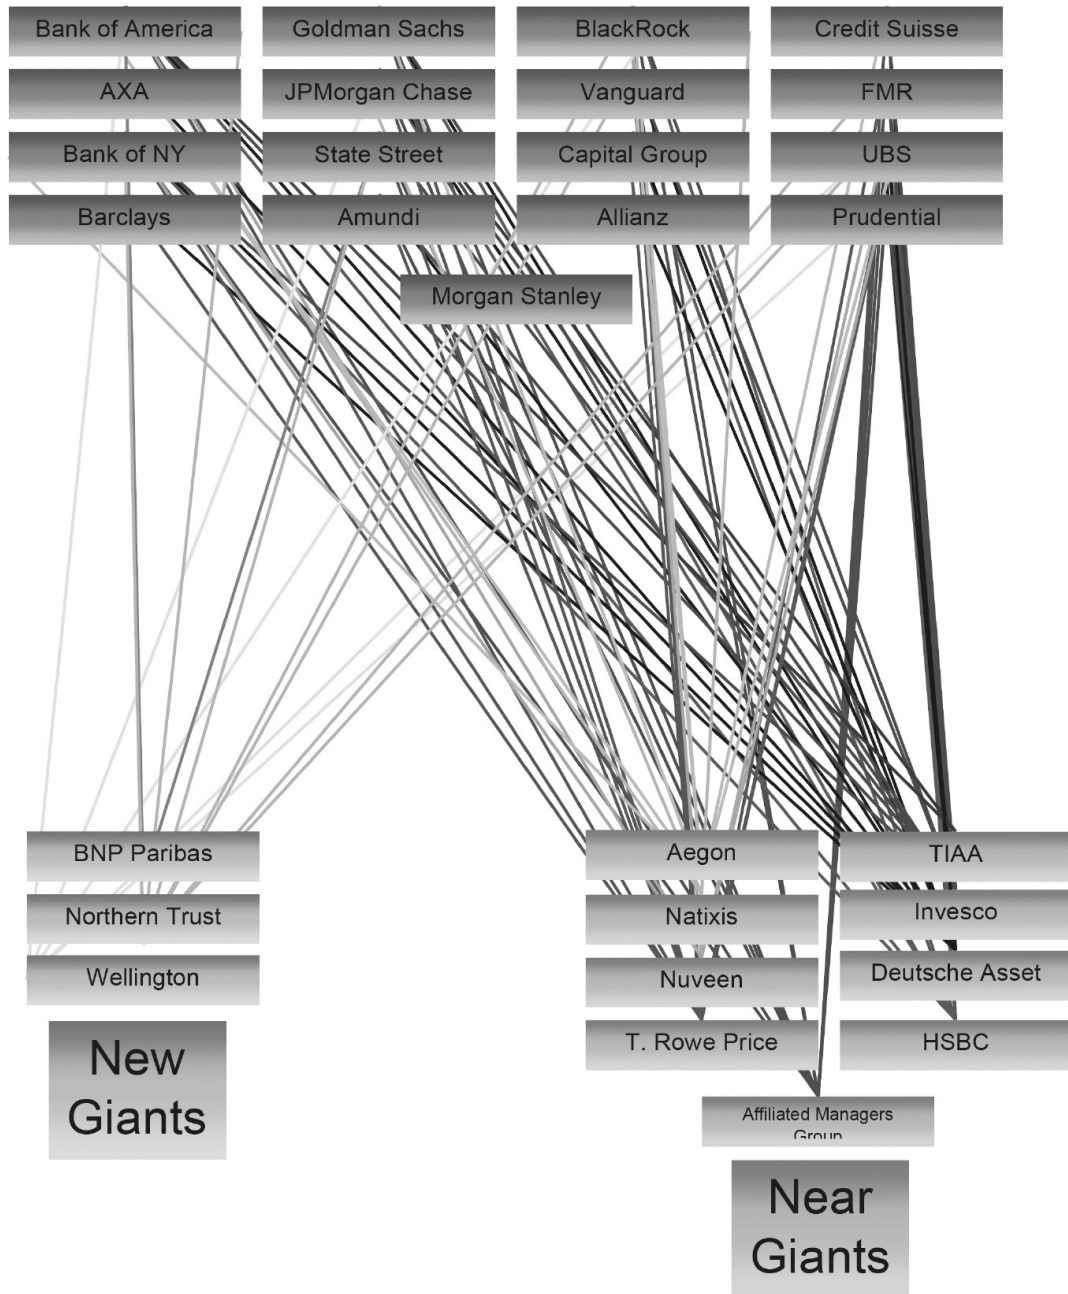 Bank of America
Goldman Sachs
BlackRock
Credit Suisse
AXA
JPMorgan Chase
Vanguard
FMR
Bank of NY
State Street
Capital Group
UBS
Barclays
Amundi
Allianz
Prudential
Morgan Stanley
BNP Paribas
Northern Trust
Wellington
New
Giants
Aegon
TIAA
Natixis
Invesco
Nuveen
Deutsche Asset
T. Rowe Price
HSBC
Affiliated Managers
Group
Near
Giants